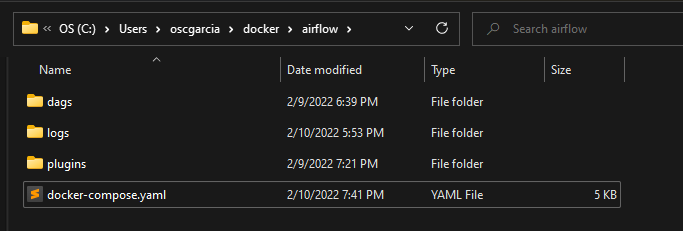 « OS (C:) > Users > oscgarcia > docker > airflow > Search airflow
Name Date modified Type Size
dags 2/9/2022 6:39 PM File folder
logs 2/10/2022 5:53 PM File folder
plugins 2/9/2022 7:21 PM File folder
docker-compose.yaml 2/10/2022 7:41 PM YAML File 5 KB